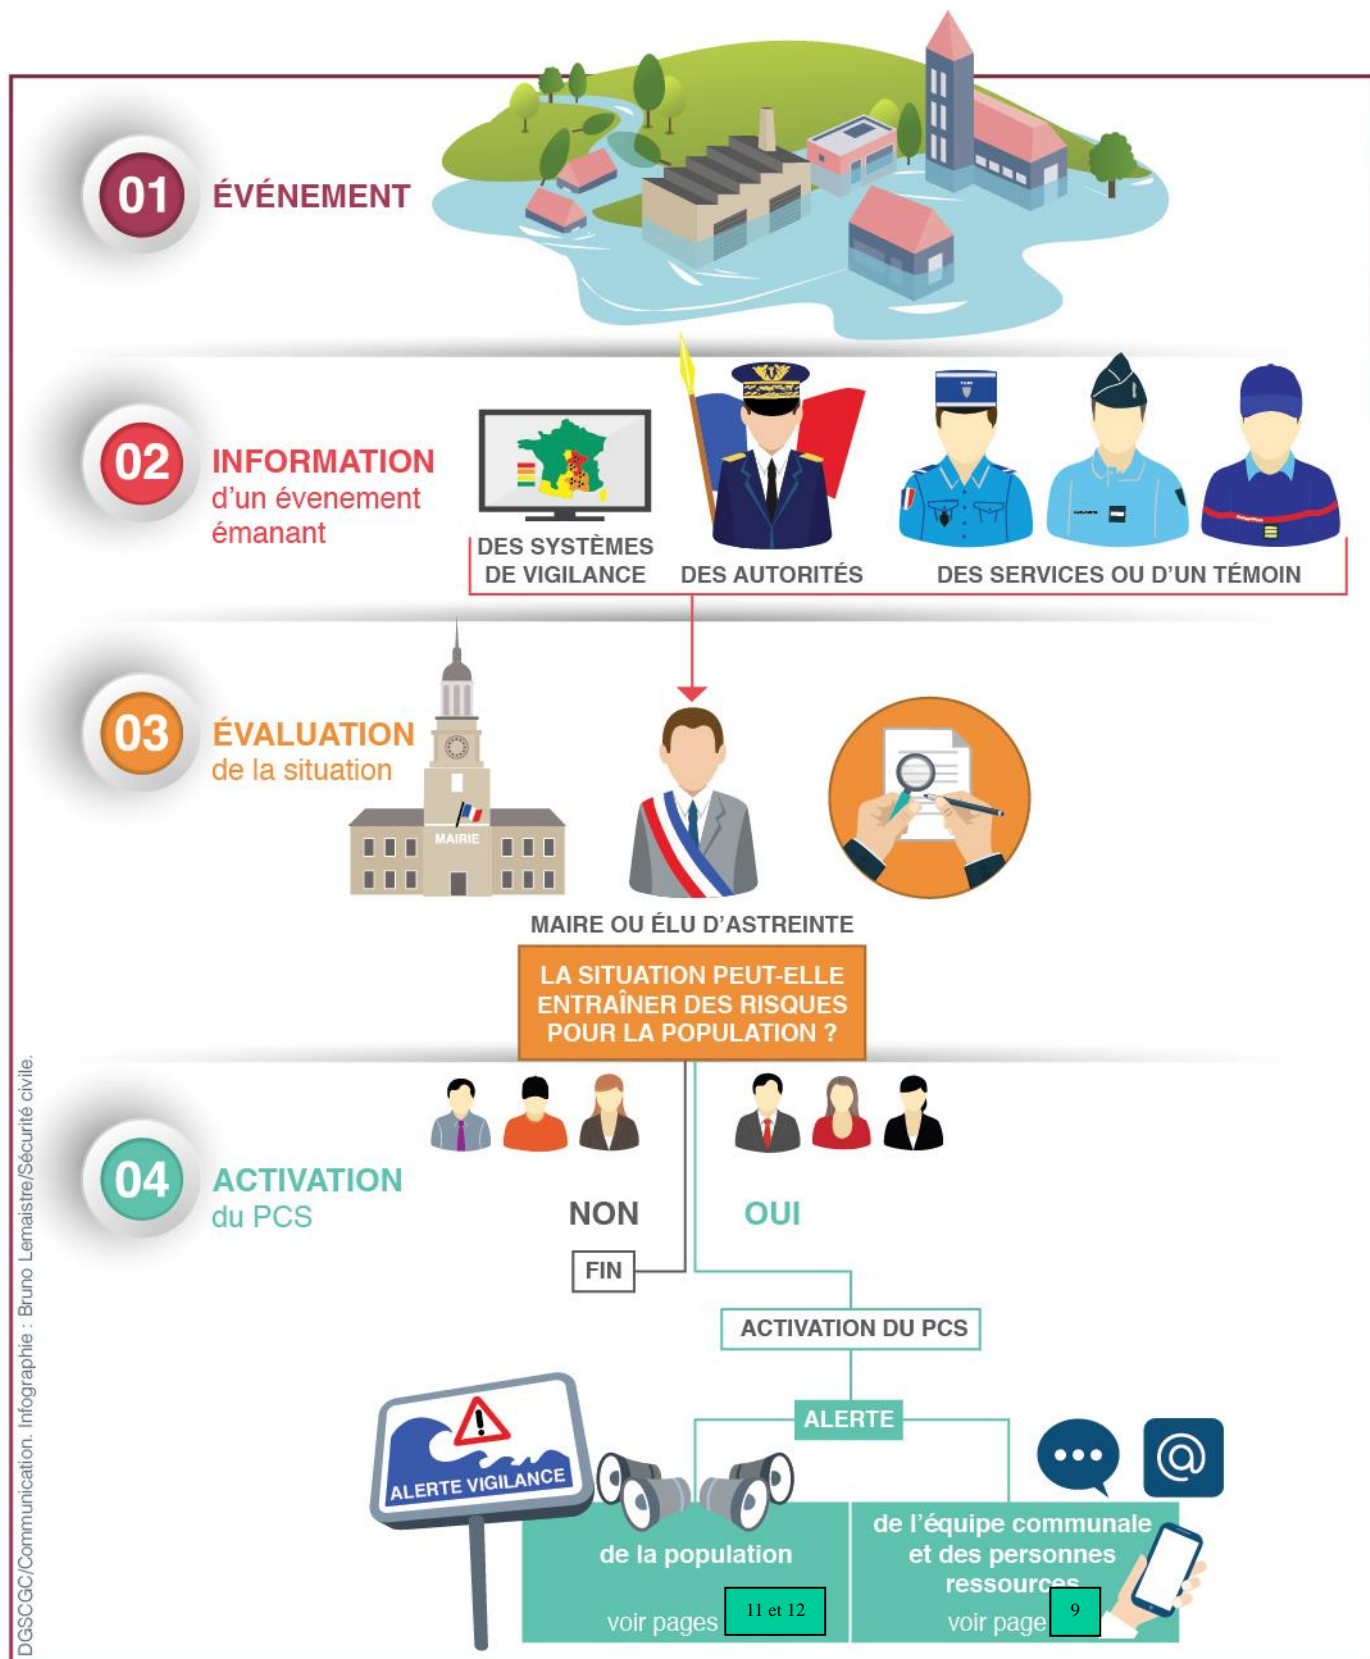 01
ÉVÉNEMENT
02
INFORMATION
d'un évenement
émanant
DES SYSTÈMES
DE VIGILANCE
DES AUTORITÉS
DES SERVICES OU D'UN TÉMOIN
03
ÉVALUATION
de la situation
MAIRIE
MAIRE OU ÉLU D'ASTREINTE
LA SITUATION PEUT-ELLE
ENTRAÎNER DES RISQUES
POUR LA POPULATION ?
04
ACTIVATION
du PCS
NON
OUI
FIN
ACTIVATION DU PCS
ALERTE
ALERTE VIGILANCE
de la population
voir pages 11 et 12
de l'équipe communale
et des personnes
ressources
voir page 9
DGSCGC/Communication. Infographie : Bruno Lemaistre/Sécurité civile.